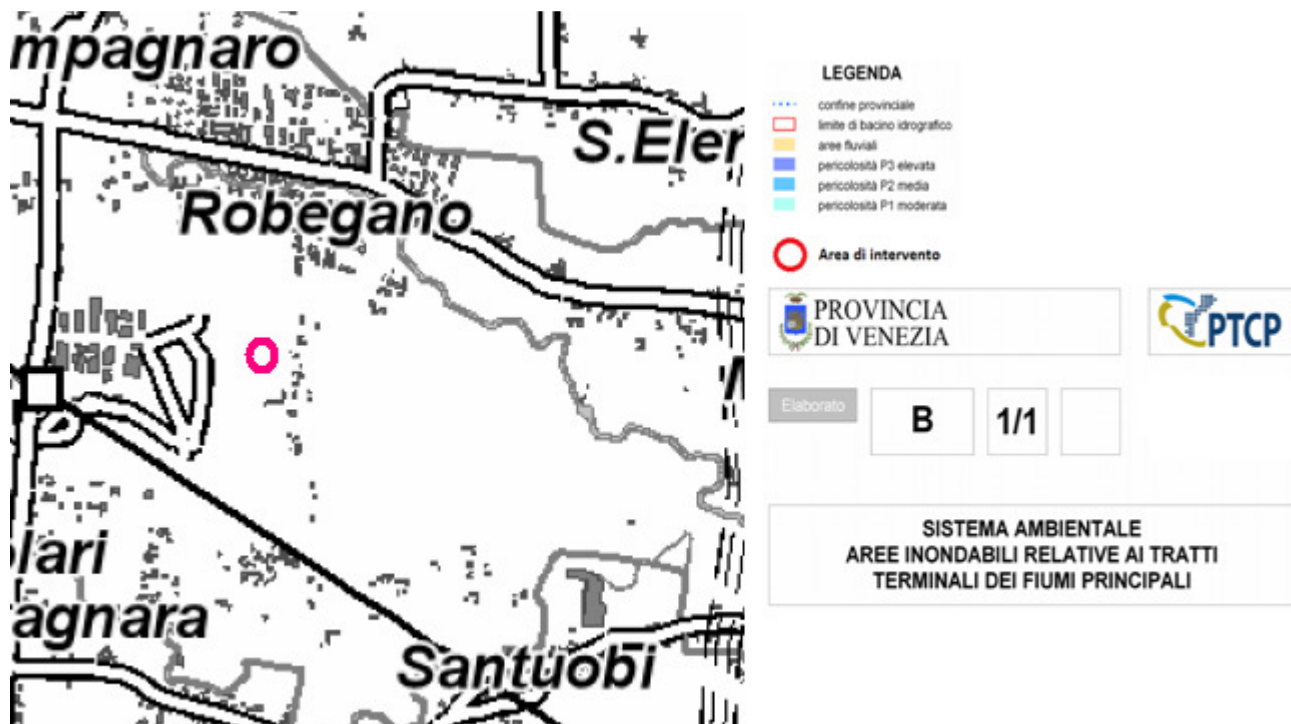 mpagnaro
S.Elen
Robegano
olari
agnara
Santuobi
LEGENDA
confine provinciale
limite di bacino idrografico
aree fluviali
pericolosità P3 elevata
pericolosità P2 media
pericolosità P1 moderata
Area di intervento
PROVINCIA
DI VENEZIA
PTCP
Elaborato
B
1/1
SISTEMA AMBIENTALE
AREE INONDABILI RELATIVE AI TRATTI
TERMINALI DEI FIUMI PRINCIPALI